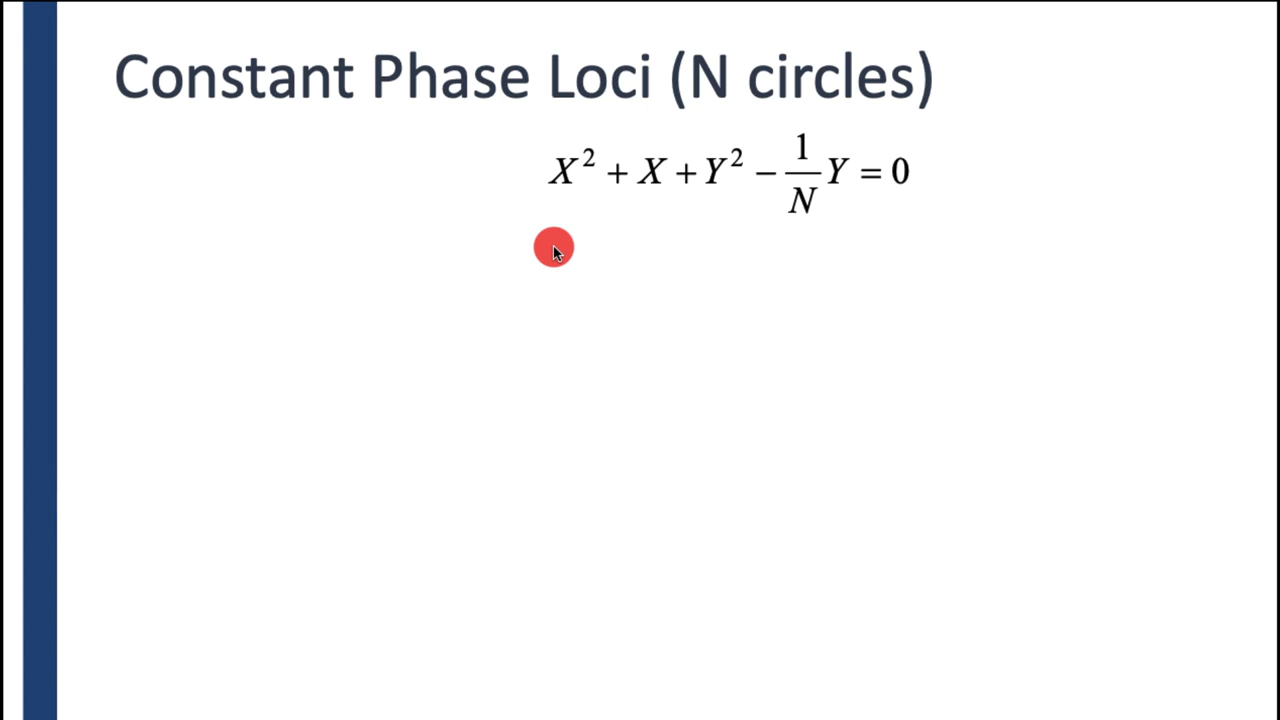 Constant Phase Loci (N circles)
X² + X + Y² − 1/N Y = 0